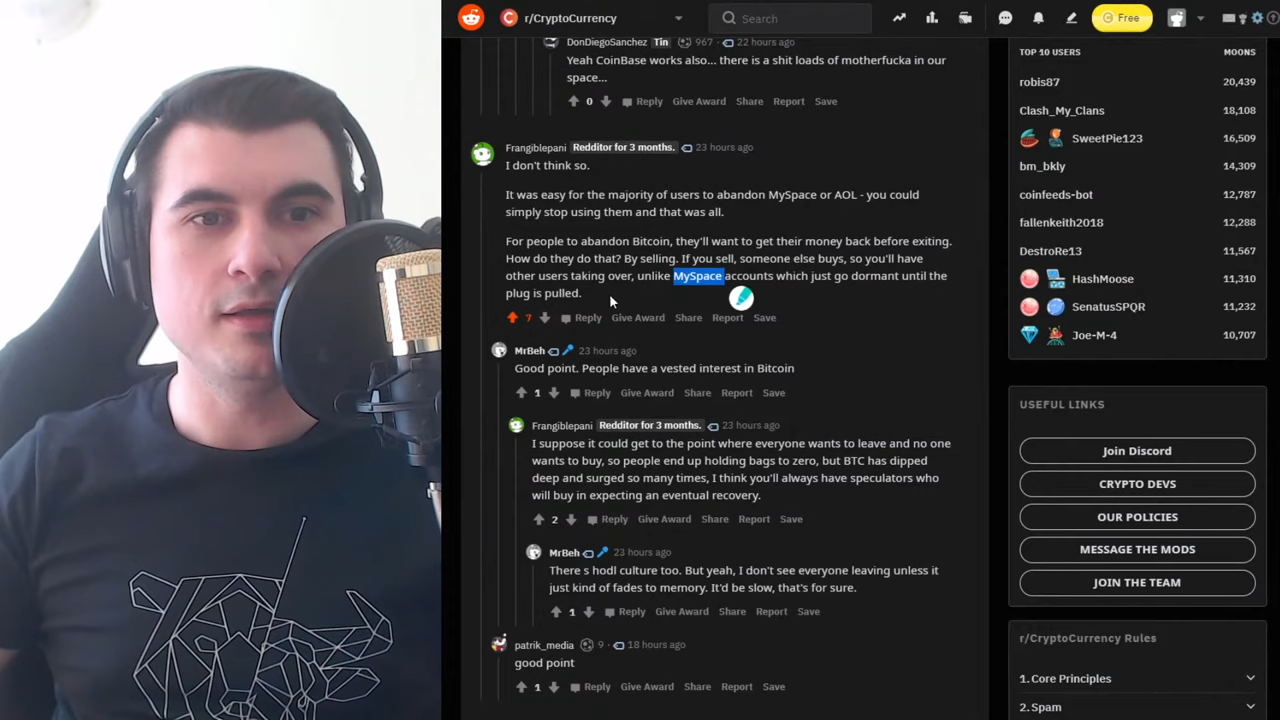 r/CryptoCurrency
Search
Free
DonDiegoSanchez Tin 967 · 22 hours ago
Yeah CoinBase works also... there is a shit loads of motherfucka in our
space...
0 Reply Give Award Share Report Save
Frangiblepani Redditor for 3 months. 23 hours ago
I don't think so.
It was easy for the majority of users to abandon MySpace or AOL - you could
simply stop using them and that was all.
For people to abandon Bitcoin, they'll want to get their money back before exiting.
How do they do that? By selling. If you sell, someone else buys, so you'll have
other users taking over, unlike MySpace accounts which just go dormant until the
plug is pulled.
7 Reply Give Award Share Report Save
MrBeh 23 hours ago
Good point. People have a vested interest in Bitcoin
1 Reply Give Award Share Report Save
Frangiblepani Redditor for 3 months. 23 hours ago
I suppose it could get to the point where everyone wants to leave and no one
wants to buy, so people end up holding bags to zero, but BTC has dipped
deep and surged so many times, I think you'll always have speculators who
will buy in expecting an eventual recovery.
2 Reply Give Award Share Report Save
MrBeh 23 hours ago
There s hodl culture too. But yeah, I don't see everyone leaving unless it
just kind of fades to memory. It'd be slow, that's for sure.
1 Reply Give Award Share Report Save
patrik_media 9 · 18 hours ago
good point
1 Reply Give Award Share Report Save
TOP 10 USERS MOONS
robis87 20,439
Clash_My_Clans 18,108
SweetPie123 16,509
bm_bkly 14,309
coinfeeds-bot 12,787
fallenkeith2018 12,288
DestroRe13 11,620
HashMoose 11,310
SenatusSPQR 11,232
Joe-M-4 10,707
USEFUL LINKS
Join Discord
CRYPTO DEVS
OUR POLICIES
MESSAGE THE MODS
JOIN THE TEAM
r/CryptoCurrency Rules
1. Core Principles
2. Spam